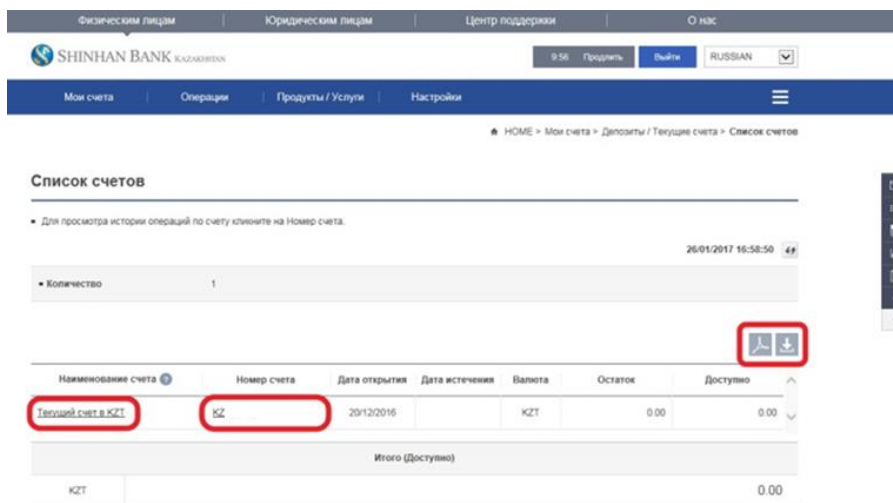 Физическим лицам Юридическим лицам Центр поддержки О нас
SHINHAN BANK KAZAKHSTAN 9:56 Продлить Выйти RUSSIAN
Мои счета Операции Продукты / Услуги Настройки
HOME > Мои счета > Депозиты / Текущие счета > Список счетов
Список счетов
Для просмотра истории операций по счету кликните на Номер счета.
26/01/2017 16:58:50
Количество 1
Наименование счета ? Номер счета Дата открытия Дата истечения Валюта Остаток Доступно
Текущий счет в KZT KZ 20/12/2016 KZT 0.00 0.00
Итого (Доступно)
KZT 0.00